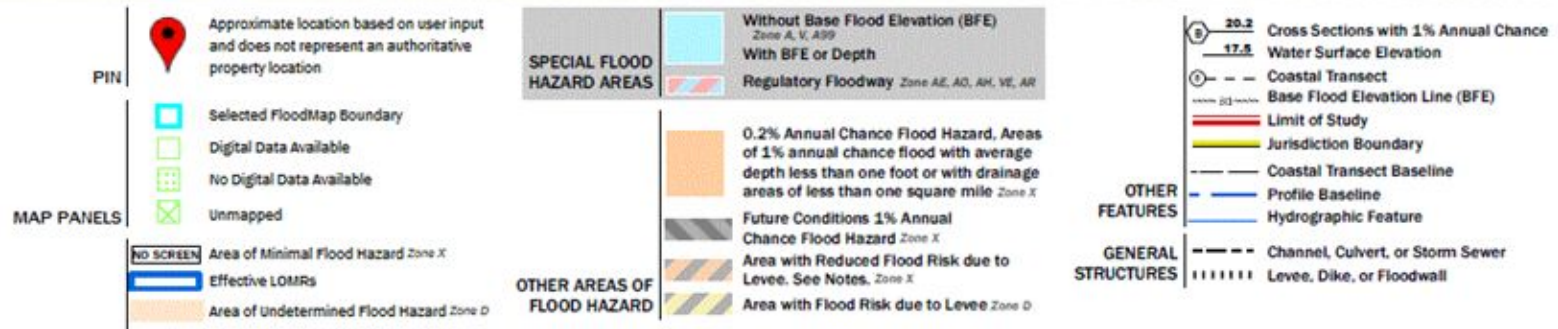 PIN
Approximate location based on user input
and does not represent an authoritative
property location
MAP PANELS
Selected FloodMap Boundary
Digital Data Available
No Digital Data Available
Unmapped
NO SCREEN Area of Minimal Flood Hazard Zone X
Effective LOMRs
Area of Undetermined Flood Hazard Zone D
SPECIAL FLOOD
HAZARD AREAS
Without Base Flood Elevation (BFE)
Zone A, V, A99
With BFE or Depth
Regulatory Floodway Zone AE, AO, AH, VE, AR
OTHER AREAS OF
FLOOD HAZARD
0.2% Annual Chance Flood Hazard, Areas
of 1% annual chance flood with average
depth less than one foot or with drainage
areas of less than one square mile Zone X
Future Conditions 1% Annual
Chance Flood Hazard Zone X
Area with Reduced Flood Risk due to
Levee. See Notes. Zone X
Area with Flood Risk due to Levee Zone D
OTHER
FEATURES
B 20.2 Cross Sections with 1% Annual Chance
17.5 Water Surface Elevation
Coastal Transect
Base Flood Elevation Line (BFE)
Limit of Study
Jurisdiction Boundary
Coastal Transect Baseline
Profile Baseline
Hydrographic Feature
GENERAL
STRUCTURES
Channel, Culvert, or Storm Sewer
Levee, Dike, or Floodwall